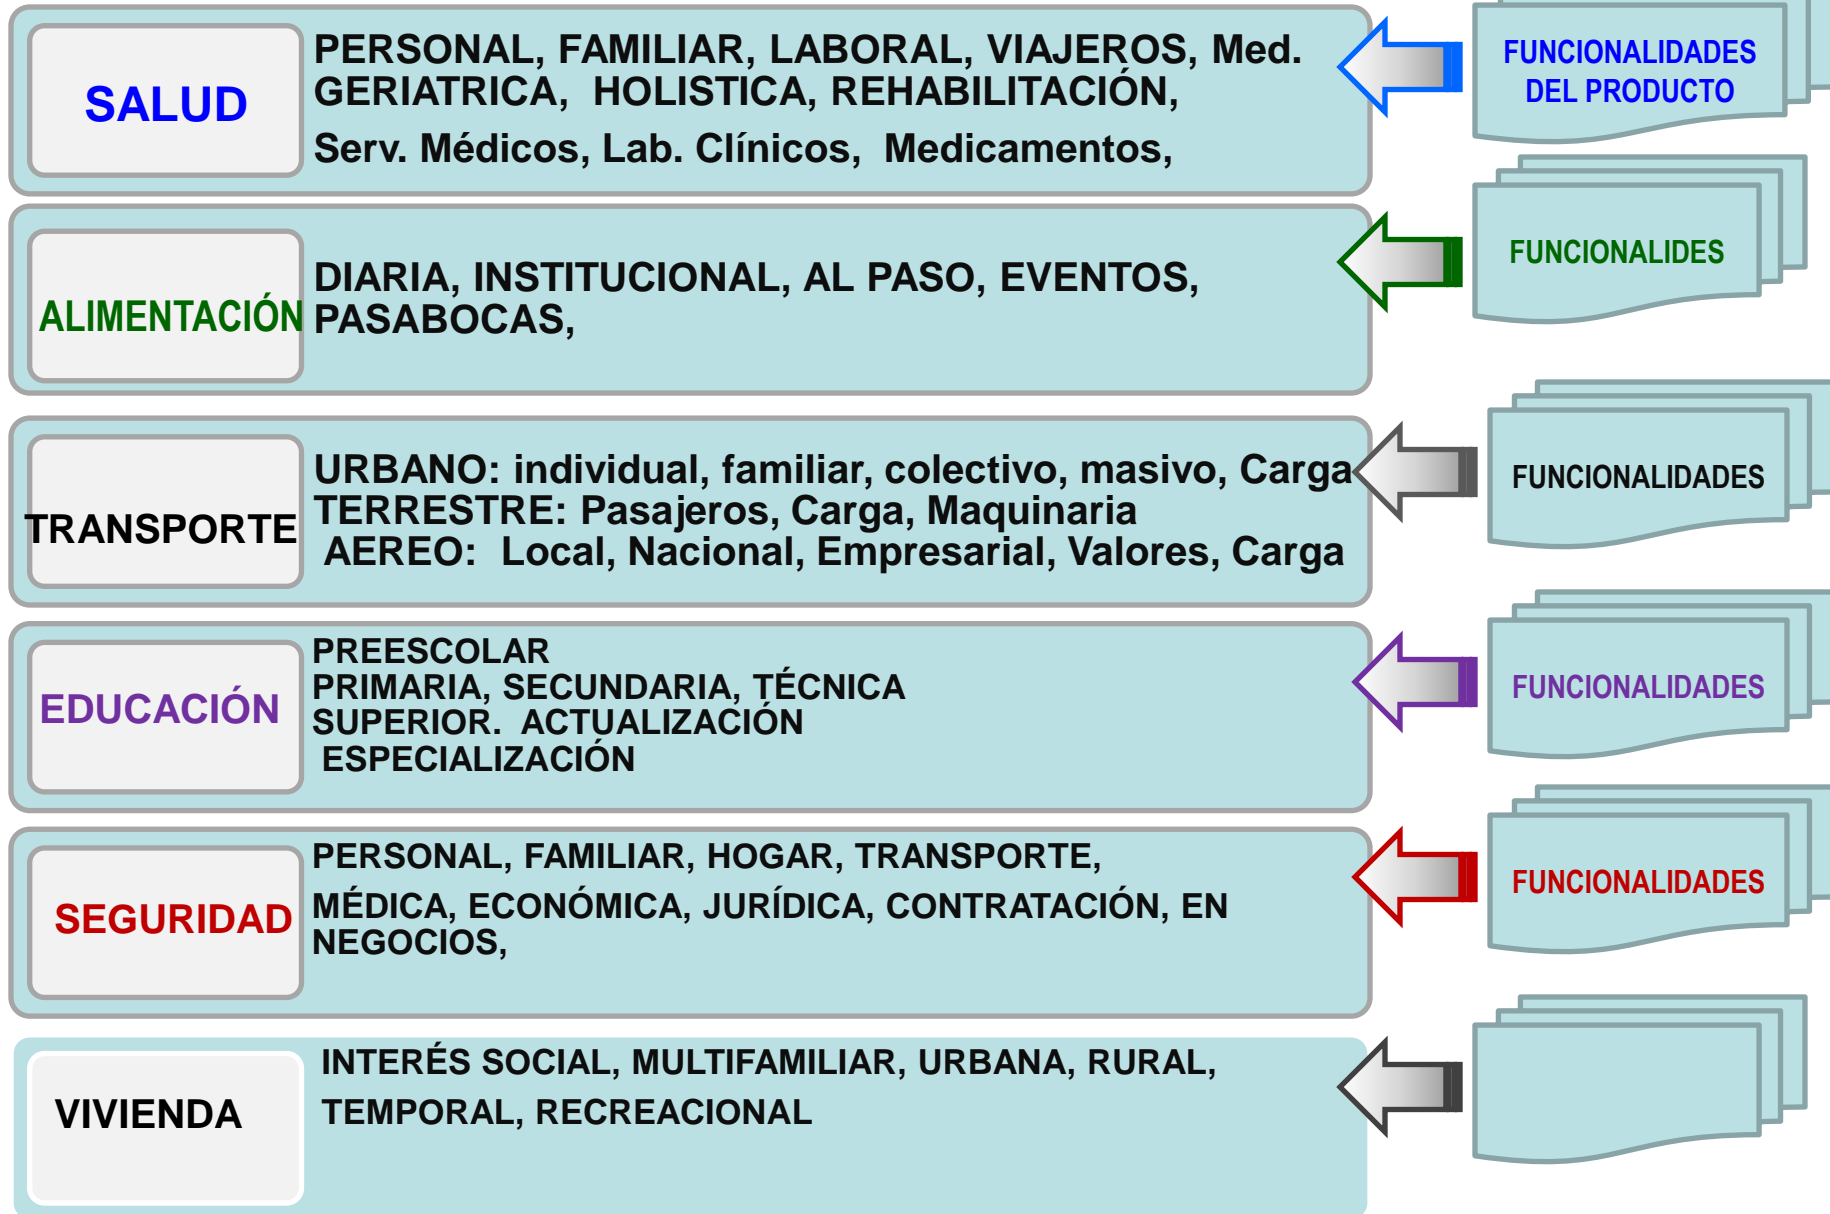 SALUD
PERSONAL, FAMILIAR, LABORAL, VIAJEROS, Med.
GERIATRICA, HOLISTICA, REHABILITACIÓN,
Serv. Médicos, Lab. Clínicos, Medicamentos,
FUNCIONALIDADES
DEL PRODUCTO
ALIMENTACIÓN
DIARIA, INSTITUCIONAL, AL PASO, EVENTOS,
PASABOCAS,
FUNCIONALIDES
TRANSPORTE
URBANO: individual, familiar, colectivo, masivo, Carga
TERRESTRE: Pasajeros, Carga, Maquinaria
AEREO: Local, Nacional, Empresarial, Valores, Carga
FUNCIONALIDADES
EDUCACIÓN
PREESCOLAR
PRIMARIA, SECUNDARIA, TÉCNICA
SUPERIOR. ACTUALIZACIÓN
ESPECIALIZACIÓN
FUNCIONALIDADES
SEGURIDAD
PERSONAL, FAMILIAR, HOGAR, TRANSPORTE,
MÉDICA, ECONÓMICA, JURÍDICA, CONTRATACIÓN, EN
NEGOCIOS,
FUNCIONALIDADES
VIVIENDA
INTERÉS SOCIAL, MULTIFAMILIAR, URBANA, RURAL,
TEMPORAL, RECREACIONAL